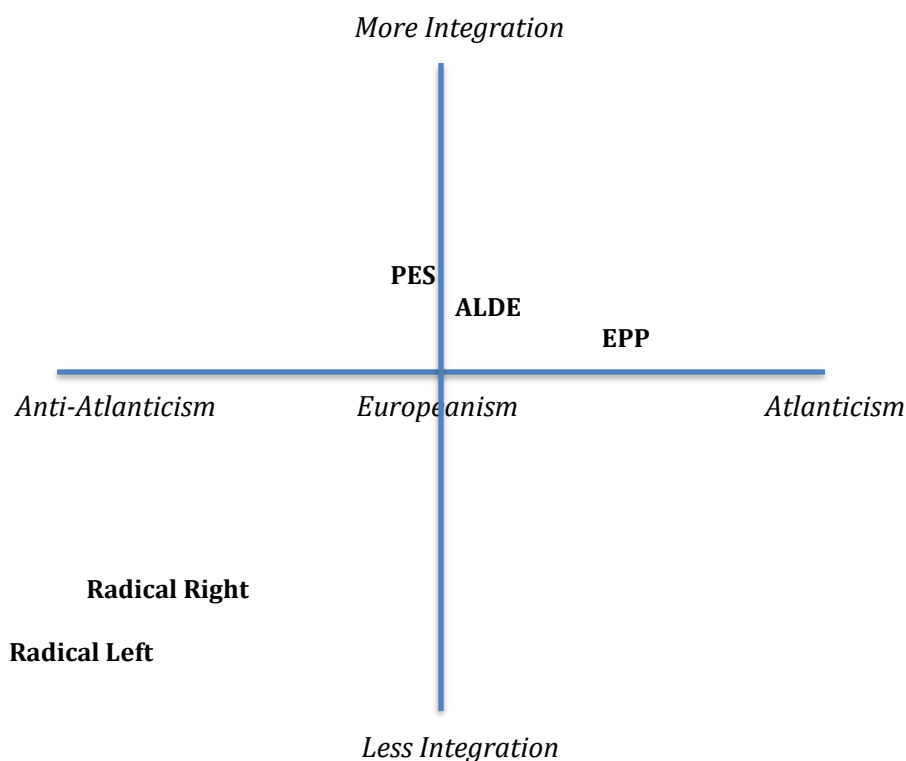 More Integration
PES
ALDE
EPP
Anti-Atlanticism Europeanism Atlanticism
Radical Right
Radical Left
Less Integration